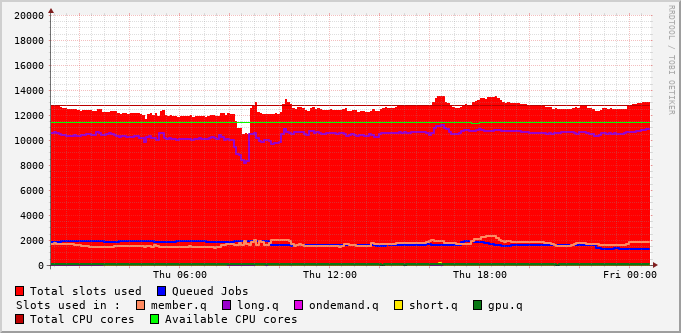 RRDTOOL / TOBI OETIKER
20000
18000
16000
14000
12000
10000
8000
6000
4000
2000
0
Thu 06:00 Thu 12:00 Thu 18:00 Fri 00:00
Total slots used Queued Jobs
Slots used in : member.q long.q ondemand.q short.q gpu.q
Total CPU cores Available CPU cores